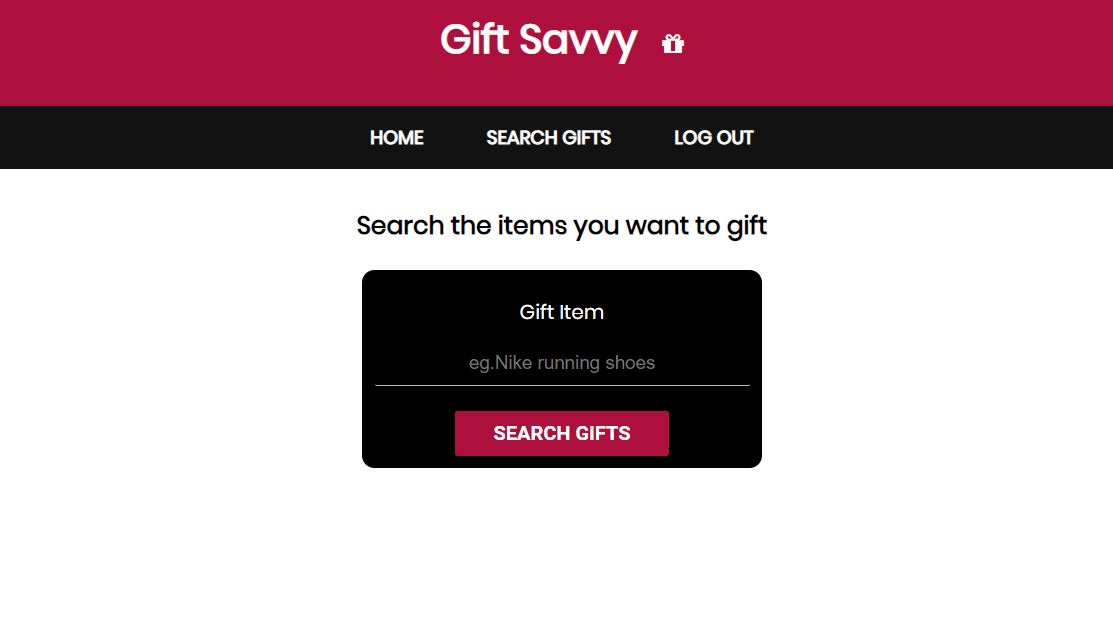 Gift Savvy
HOME SEARCH GIFTS LOG OUT
Search the items you want to gift
Gift Item
eg.Nike running shoes
SEARCH GIFTS